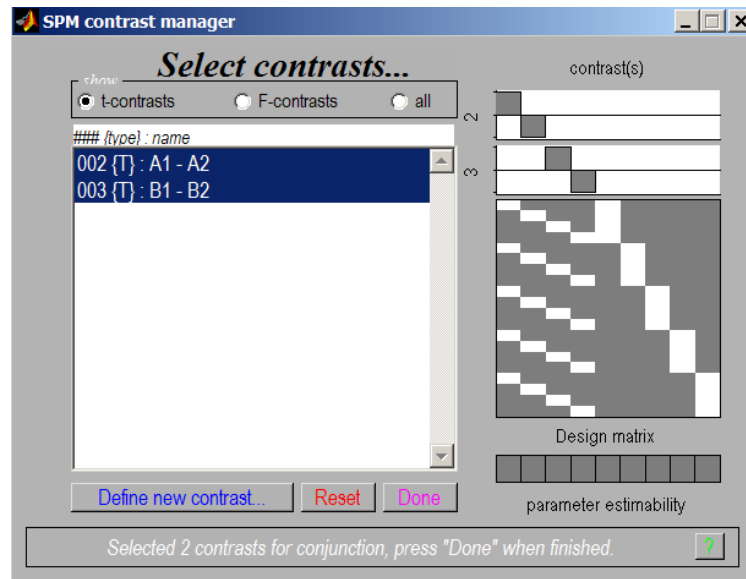 SPM contrast manager
Select contrasts...
show
t-contrasts F-contrasts all
### {type} : name
002 {T} : A1 - A2
003 {T} : B1 - B2
contrast(s)
2
3
Design matrix
parameter estimability
Define new contrast... Reset Done
Selected 2 contrasts for conjunction, press "Done" when finished.
?